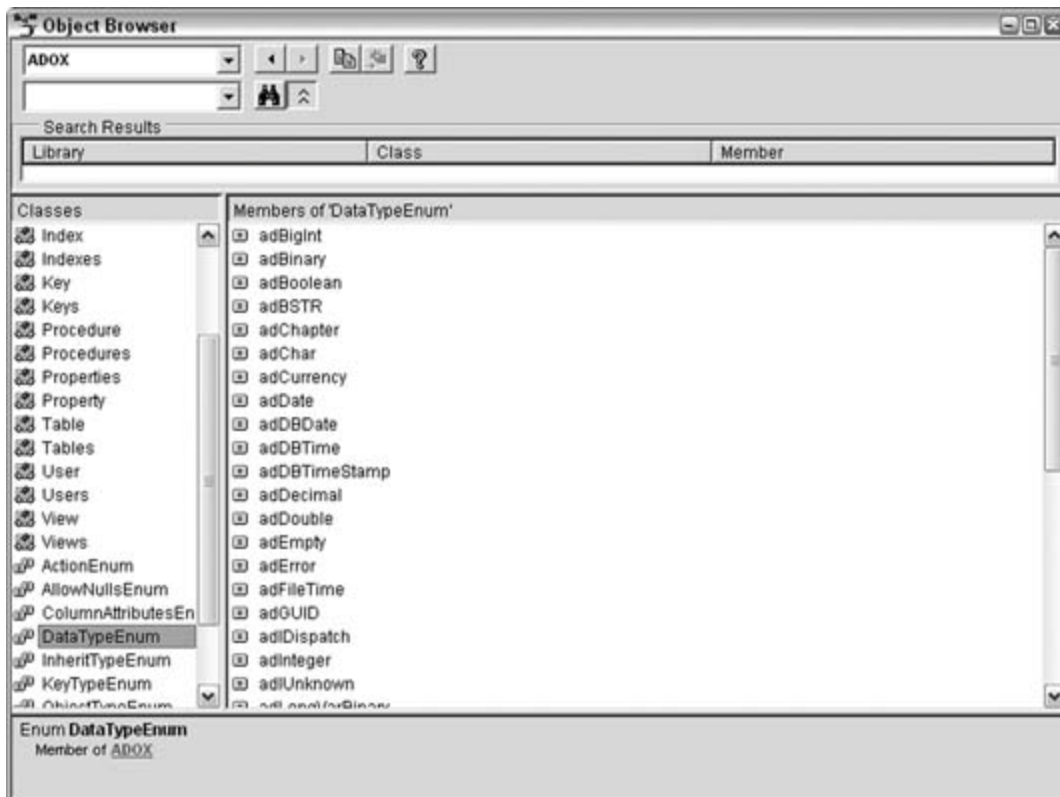 Object Browser
ADOX
Search Results
Library Class Member
Classes
Index
Indexes
Key
Keys
Procedure
Procedures
Properties
Property
Table
Tables
User
Users
View
Views
ActionEnum
AllowNullsEnum
ColumnAttributesEn
DataTypeEnum
InheritTypeEnum
KeyTypeEnum
ObjectTypeEnum
Members of 'DataTypeEnum'
adBigInt
adBinary
adBoolean
adBSTR
adChapter
adChar
adCurrency
adDate
adDBDate
adDBTime
adDBTimeStamp
adDecimal
adDouble
adEmpty
adError
adFileTime
adGUID
adIDispatch
adInteger
adIUnknown
adLongVarBinary
Enum DataTypeEnum
Member of ADOX